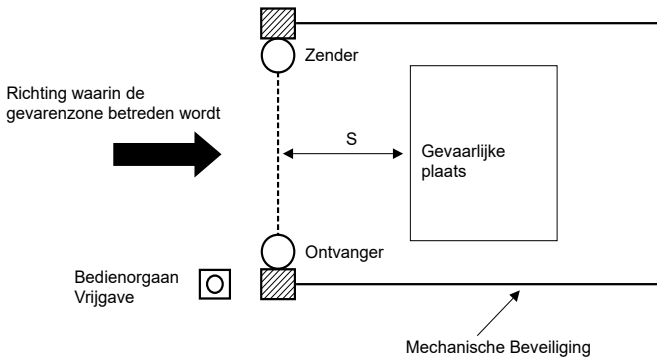 Zender
Richting waarin de
gevarenzone betreden wordt
S
Gevaarlijke
plaats
Ontvanger
Bedienorgaan
Vrijgave
Mechanische Beveiliging